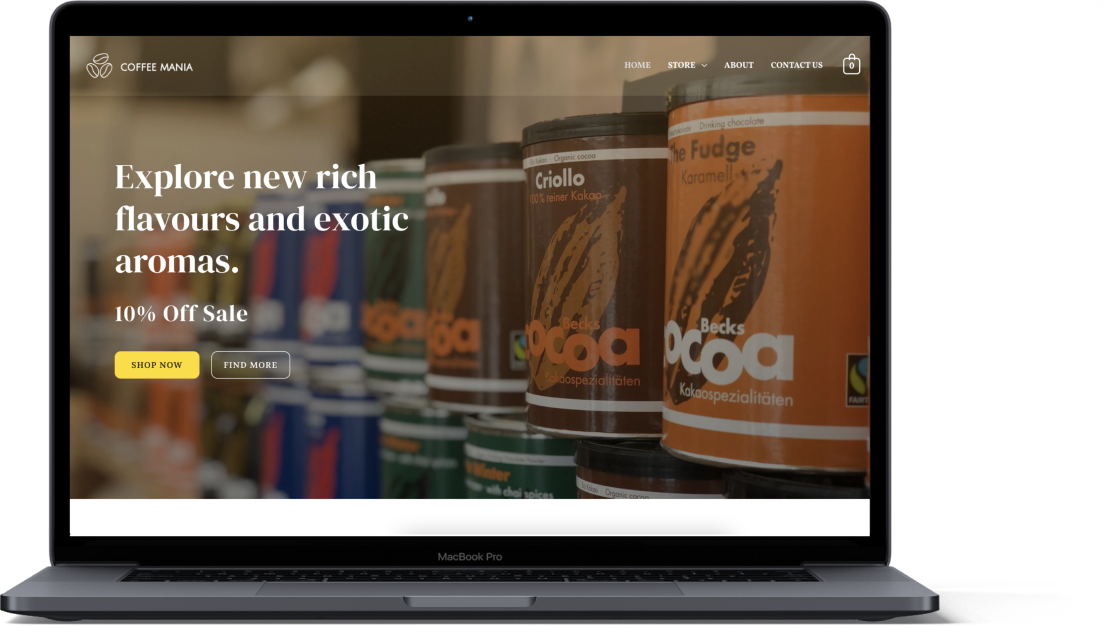 COFFEE MANIA
HOME STORE ABOUT CONTACT US 0
Explore new rich
flavours and exotic
aromas.
10% Off Sale
SHOP NOW FIND MORE
Organic cocoa
Criollo
100% reiner Kakao
Becks
cocoa
Kakaospezialitäten
Drinking chocolate
The Fudge
Karamell
Becks
cocoa
Kakaospezialitäten
FAIRT
Winter
with chai spices
Organic cocoa
MacBook Pro